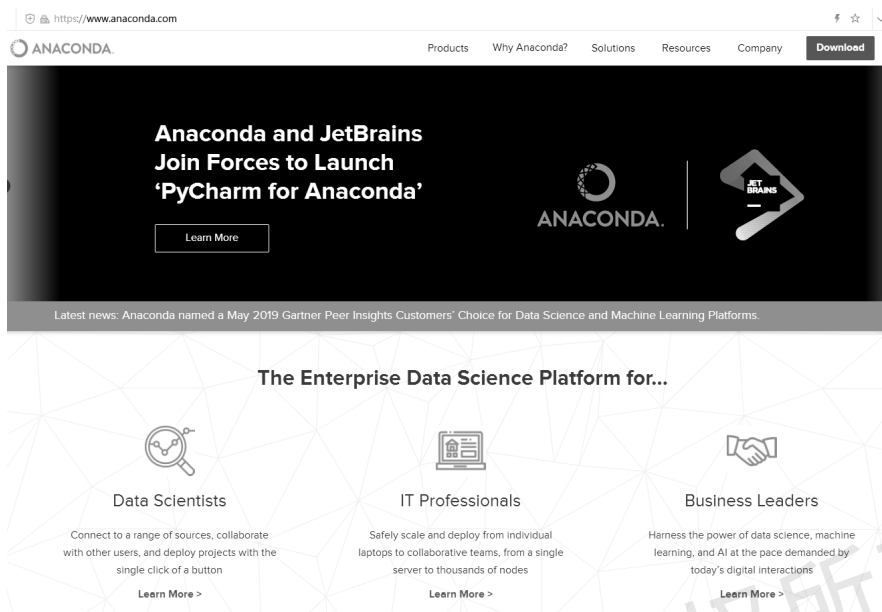 https://www.anaconda.com
ANACONDA.
Products Why Anaconda? Solutions Resources Company Download
Anaconda and JetBrains
Join Forces to Launch
‘PyCharm for Anaconda’
Learn More
ANACONDA.
JET
BRAINS
Latest news: Anaconda named a May 2019 Gartner Peer Insights Customers’ Choice for Data Science and Machine Learning Platforms.
The Enterprise Data Science Platform for...
Data Scientists
Connect to a range of sources, collaborate
with other users, and deploy projects with the
single click of a button
Learn More >
IT Professionals
Safely scale and deploy from individual
laptops to collaborative teams, from a single
server to thousands of nodes
Learn More >
Business Leaders
Harness the power of data science, machine
learning, and AI at the pace demanded by
today’s digital interactions
Learn More >